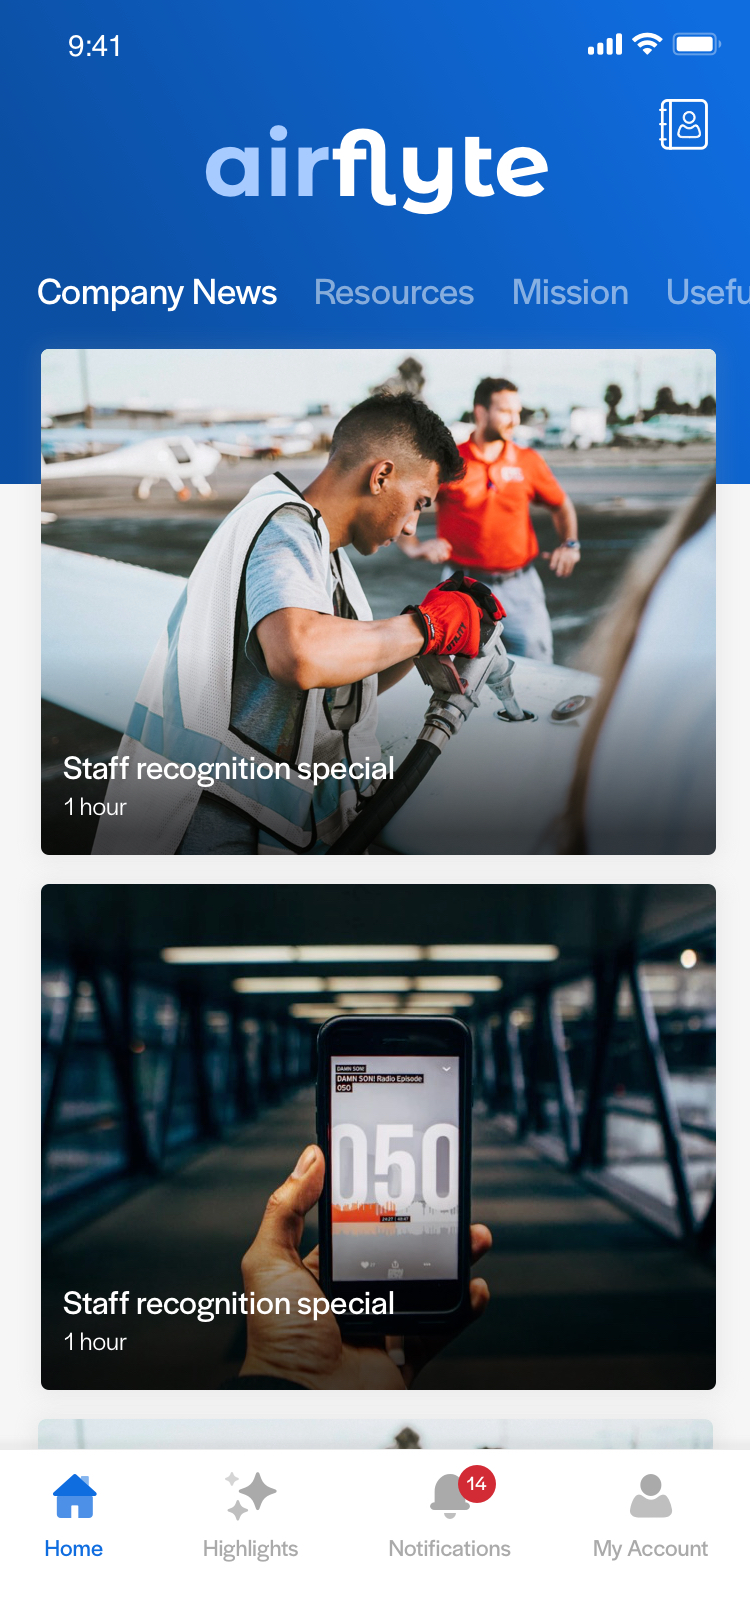 9:41
airflyte
Company News Resources Mission Usefu
UTILITY
Staff recognition special
1 hour
DAMN SON!
DAMN SON! Radio Episode
050
050
Staff recognition special
1 hour
14
Home Highlights Notifications My Account